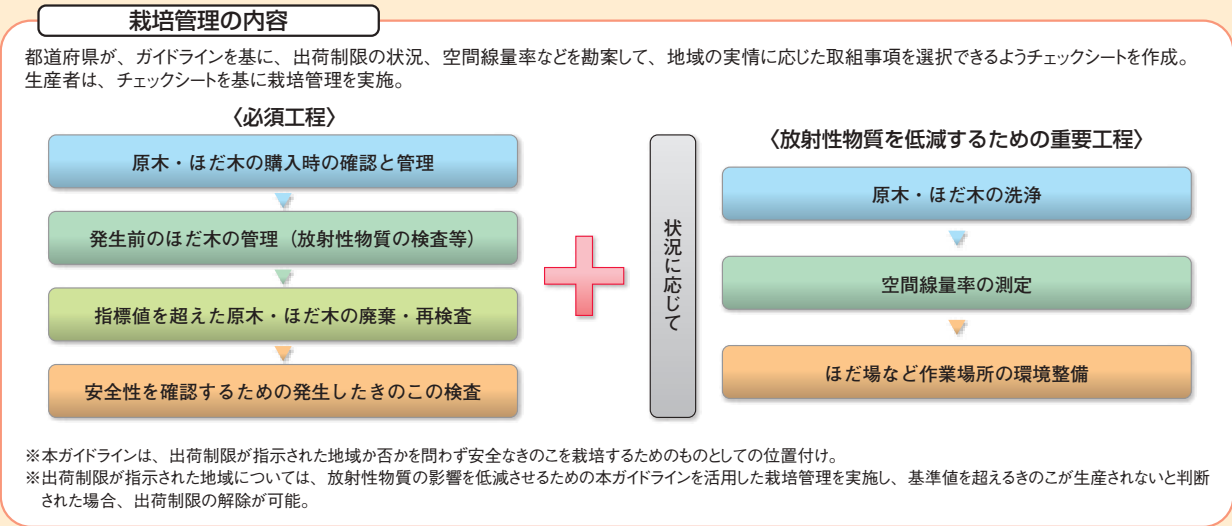 栽培管理の内容
都道府県が、ガイドラインを基に、出荷制限の状況、空間線量率などを勘案して、地域の実情に応じた取組事項を選択できるようチェックシートを作成。
生産者は、チェックシートを基に栽培管理を実施。
〈必須工程〉
原木・ほだ木の購入時の確認と管理
発生前のほだ木の管理（放射性物質の検査等）
指標値を超えた原木・ほだ木の廃棄・再検査
安全性を確認するための発生したきのこの検査
状況に応じて
〈放射性物質を低減するための重要工程〉
原木・ほだ木の洗浄
空間線量率の測定
ほだ場など作業場所の環境整備
※本ガイドラインは、出荷制限が指示された地域か否かを問わず安全なきのこを栽培するためのものとしての位置付け。
※出荷制限が指示された地域については、放射性物質の影響を低減させるための本ガイドラインを活用した栽培管理を実施し、基準値を超えるきのこが生産されないと判断
された場合、出荷制限の解除が可能。